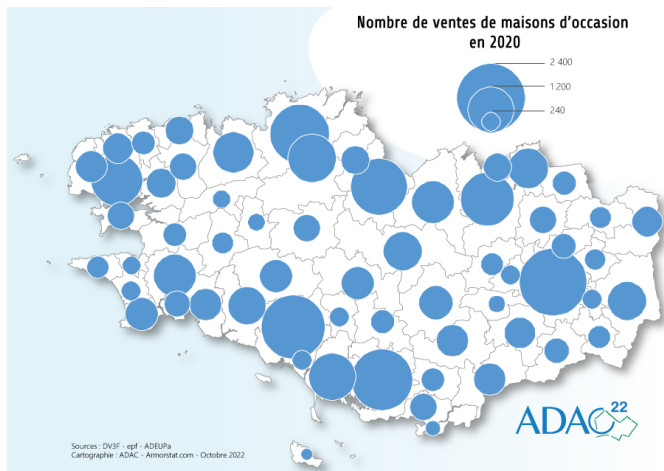 Nombre de ventes de maisons d'occasion
en 2020
2 400
1 200
240
ADAC 22
Sources : DV3F - epf - ADEUPa
Cartographie : ADAC - Armorstat.com - Octobre 2022